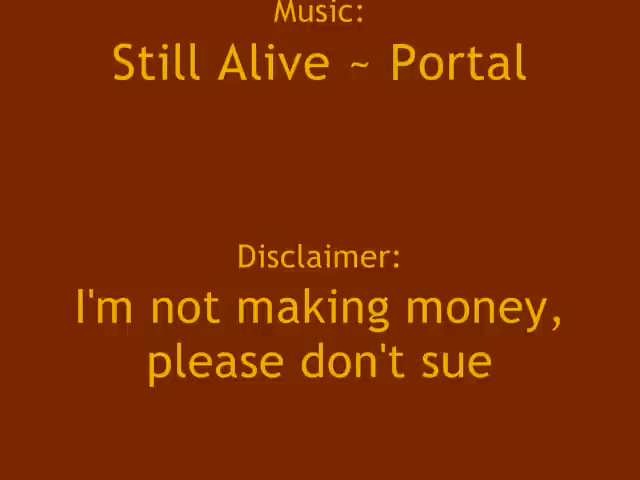 Music:
Still Alive ~ Portal
Disclaimer:
I'm not making money,
please don't sue